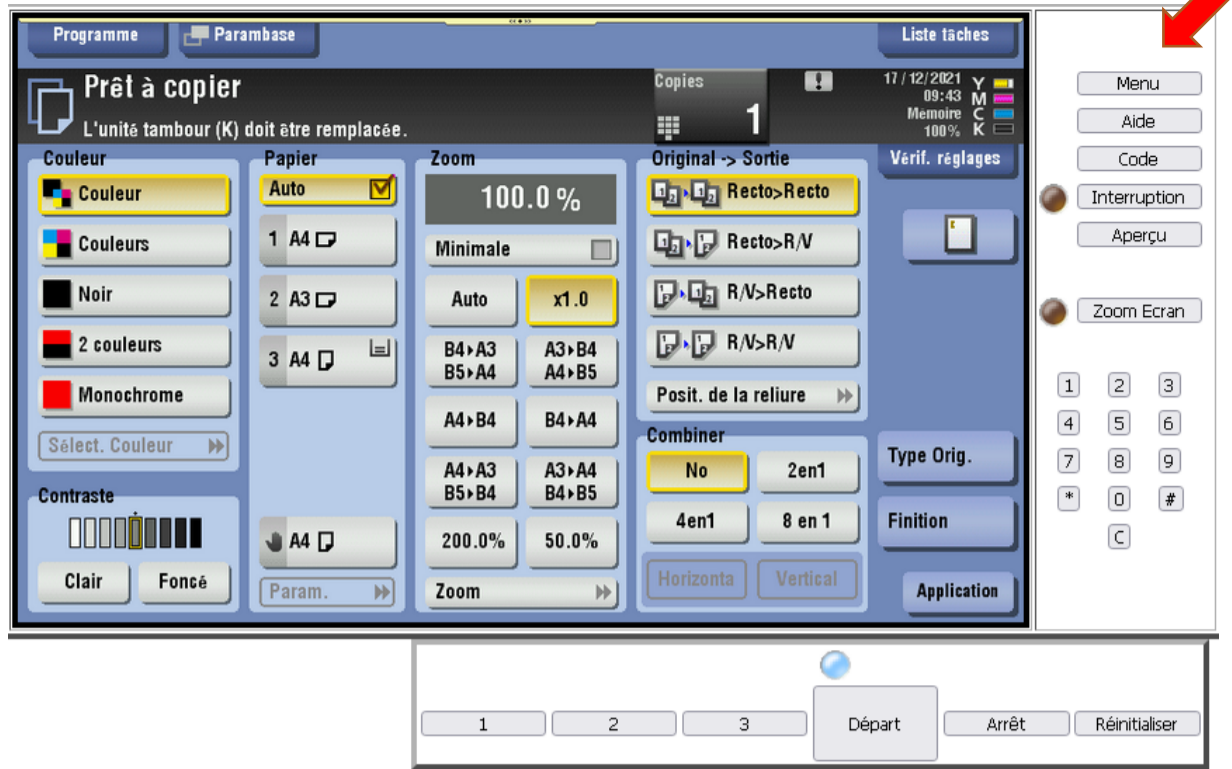 Programme
Parambase
Liste tâches
Prêt à copier
L'unité tambour (K) doit être remplacée.
Copies
1
17/12/2021
09:43
Memoire
100%
Y
M
C
K
Couleur
Couleur
Couleurs
Noir
2 couleurs
Monochrome
Sélect. Couleur
Contraste
Clair
Foncé
Papier
Auto
1 A4
2 A3
3 A4
A4
Param.
Zoom
100.0 %
Minimale
Auto
x1.0
B4▸A3
B5▸A4
A3▸B4
A4▸B5
A4▸B4
B4▸A4
A4▸A3
B5▸B4
A3▸A4
B4▸B5
200.0%
50.0%
Zoom
Original -> Sortie
Recto>Recto
Recto>R/V
R/V>Recto
R/V>R/V
Posit. de la reliure
Combiner
No
2en1
4en1
8 en 1
Horizonta
Vertical
Vérif. réglages
Type Orig.
Finition
Application
Menu
Aide
Code
Interruption
Aperçu
Zoom Ecran
1 2 3
4 5 6
7 8 9
* 0 #
C
1
2
3
Départ
Arrêt
Réinitialiser